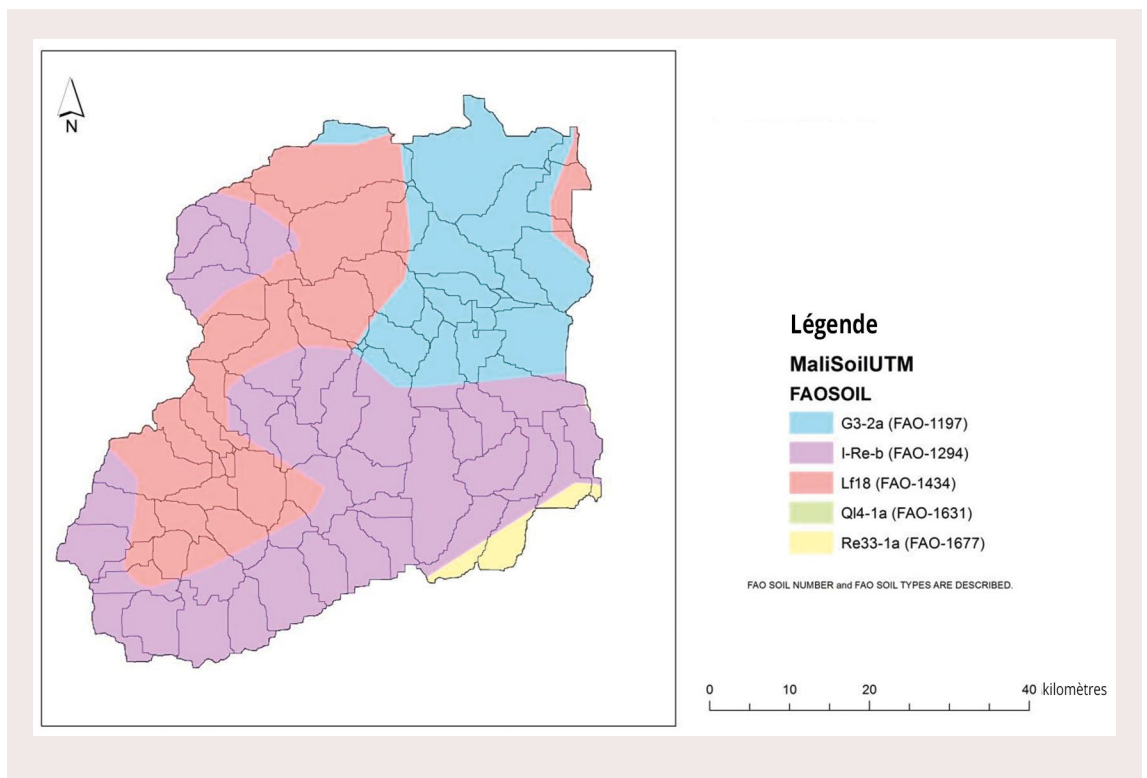 N
Légende
MaliSoilUTM
FAOSOIL
G3-2a (FAO-1197)
I-Re-b (FAO-1294)
Lf18 (FAO-1434)
Ql4-1a (FAO-1631)
Re33-1a (FAO-1677)
FAO SOIL NUMBER and FAO SOIL TYPES ARE DESCRIBED.
0 10 20 40 kilomètres